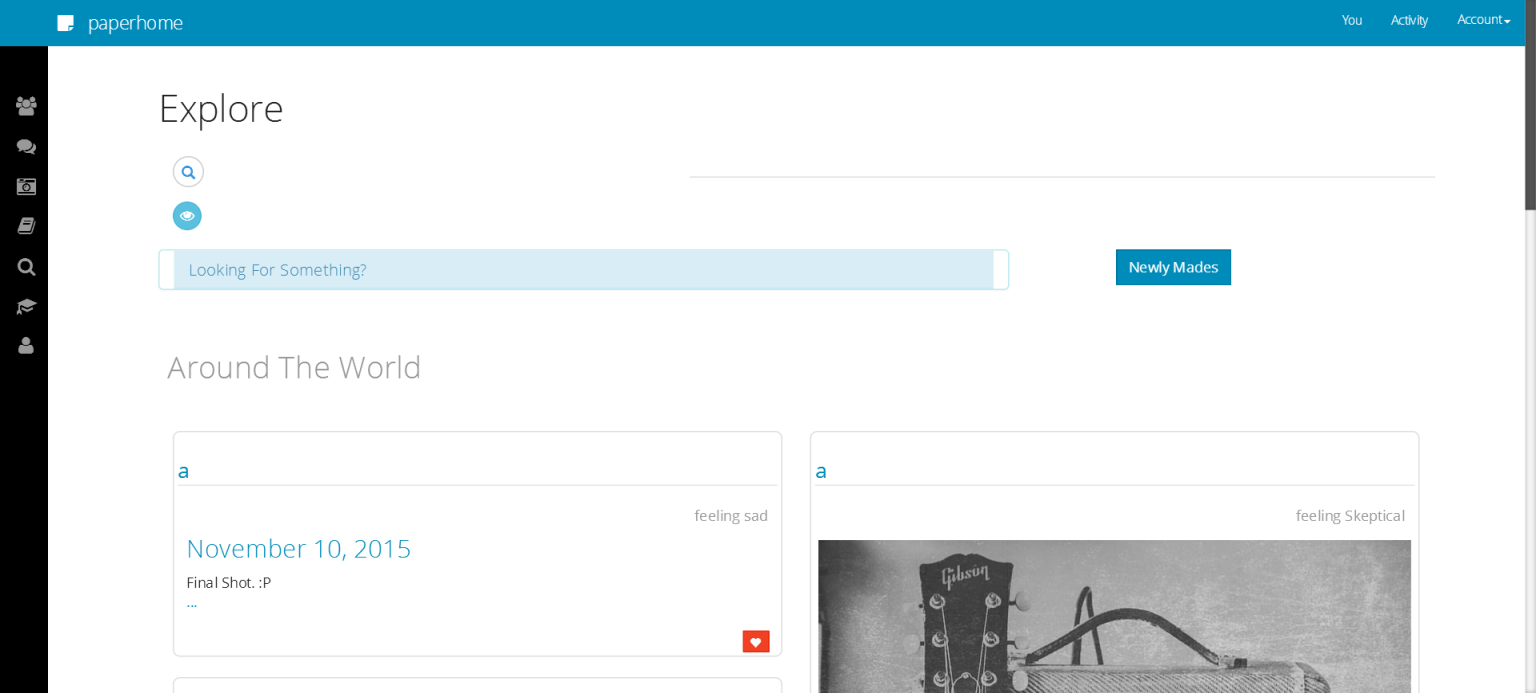 paperhome
You Activity Account
Explore
Looking For Something?
Newly Mades
Around The World
a
feeling sad
November 10, 2015
Final Shot. :P
...
a
feeling Skeptical
Gibson